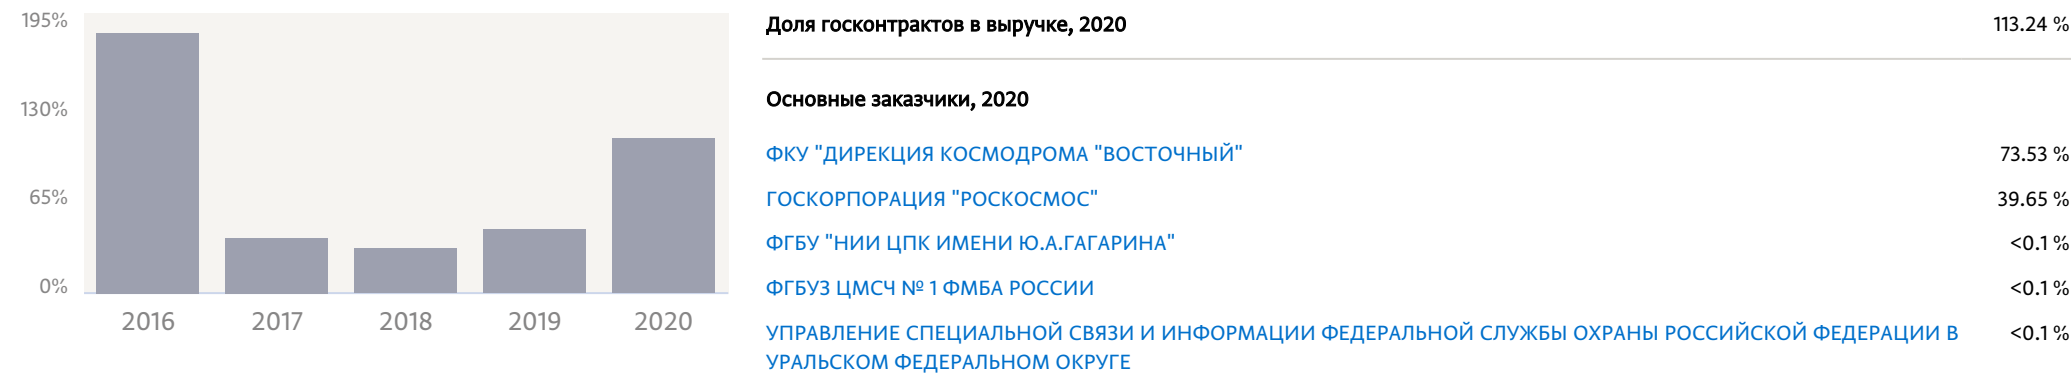 195%
130%
65%
0%
2016 2017 2018 2019 2020
Доля госконтрактов в выручке, 2020 113.24 %
Основные заказчики, 2020
ФКУ "ДИРЕКЦИЯ КОСМОДРОМА "ВОСТОЧНЫЙ" 73.53 %
ГОСКОРПОРАЦИЯ "РОСКОСМОС" 39.65 %
ФГБУ "НИИ ЦПК ИМЕНИ Ю.А.ГАГАРИНА" <0.1 %
ФГБУЗ ЦМСЧ № 1 ФМБА РОССИИ <0.1 %
УПРАВЛЕНИЕ СПЕЦИАЛЬНОЙ СВЯЗИ И ИНФОРМАЦИИ ФЕДЕРАЛЬНОЙ СЛУЖБЫ ОХРАНЫ РОССИЙСКОЙ ФЕДЕРАЦИИ В <0.1 %
УРАЛЬСКОМ ФЕДЕРАЛЬНОМ ОКРУГЕ